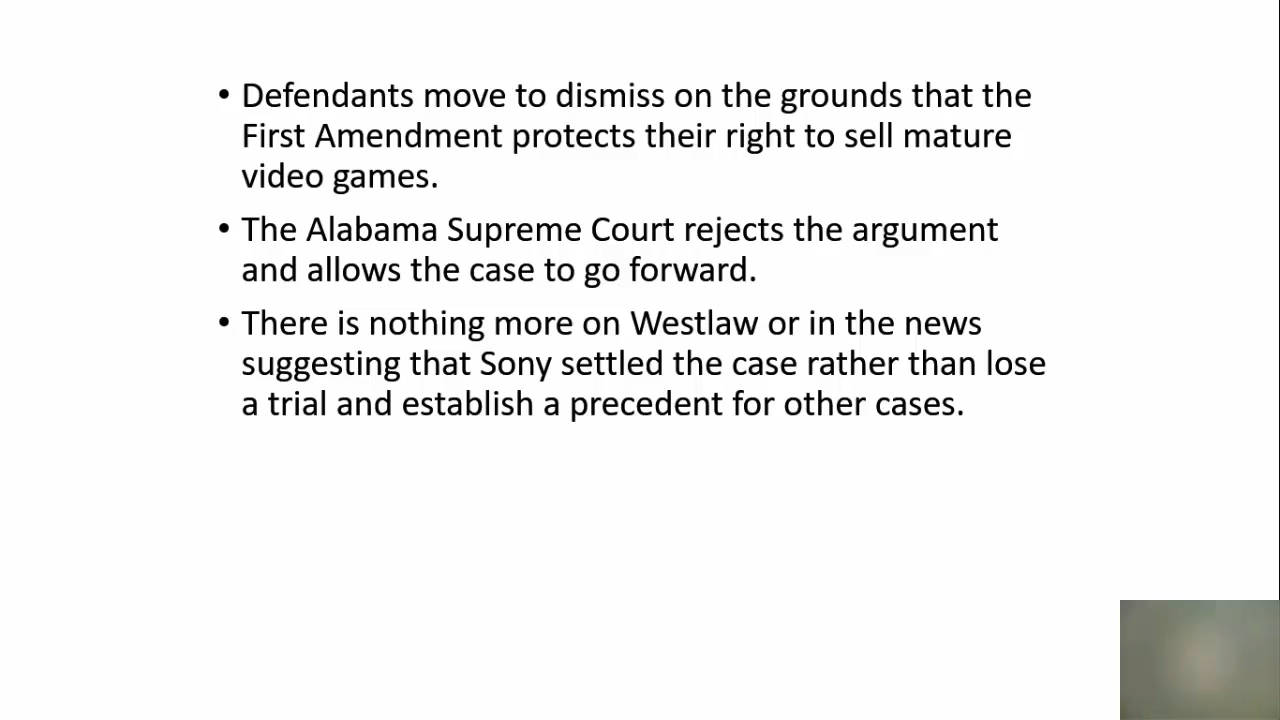 • Defendants move to dismiss on the grounds that the
First Amendment protects their right to sell mature
video games.
• The Alabama Supreme Court rejects the argument
and allows the case to go forward.
• There is nothing more on Westlaw or in the news
suggesting that Sony settled the case rather than lose
a trial and establish a precedent for other cases.